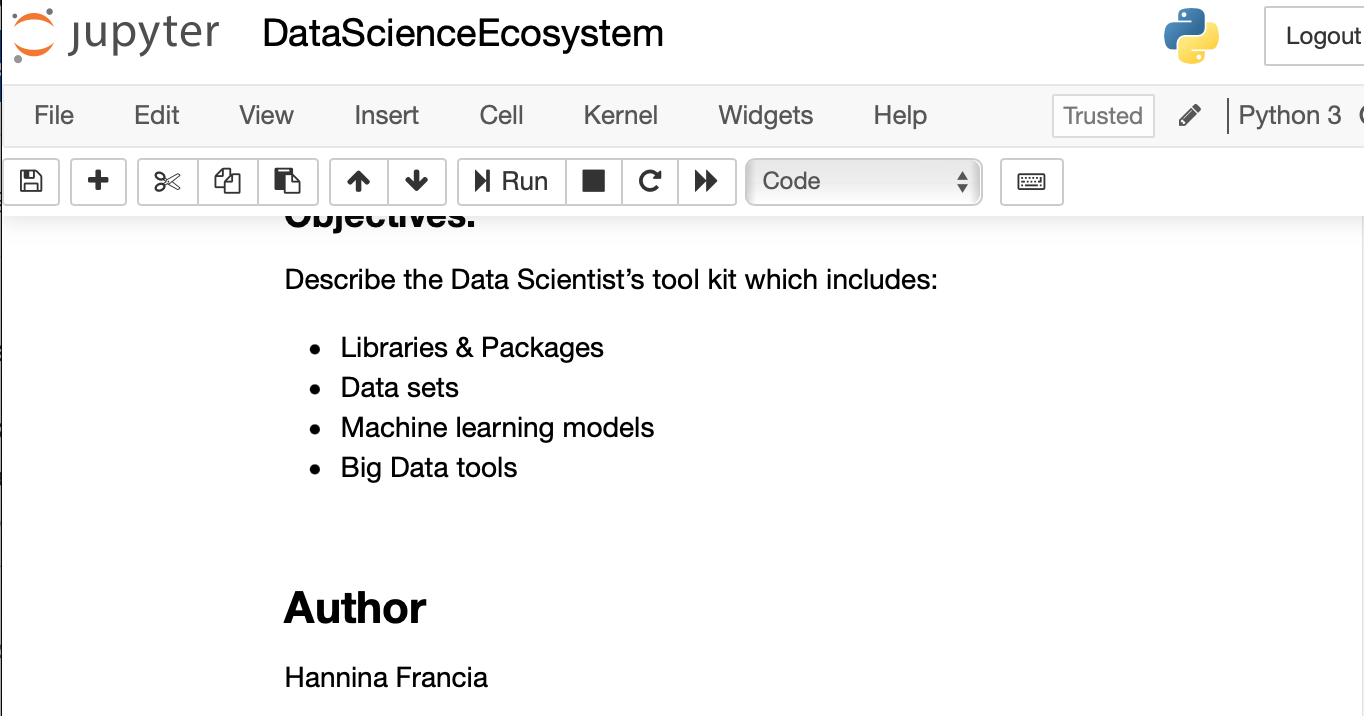 jupyter DataScienceEcosystem Logout
File Edit View Insert Cell Kernel Widgets Help Trusted Python 3
Run Code
Objectives:
Describe the Data Scientist’s tool kit which includes:
• Libraries & Packages
• Data sets
• Machine learning models
• Big Data tools
Author
Hannina Francia